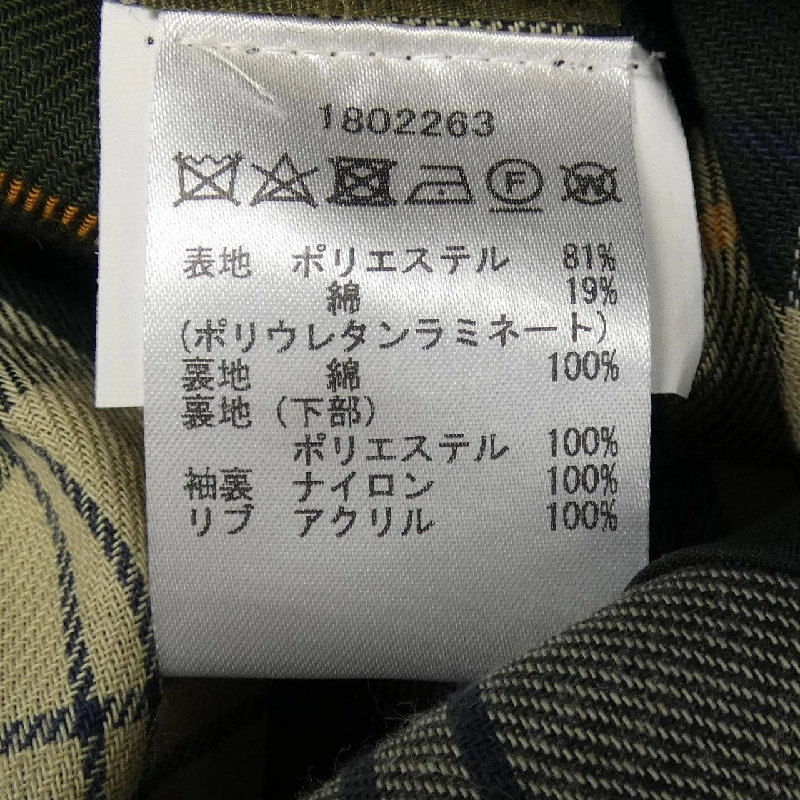 1802263
F W
表地 ポリエステル 81%
綿 19%
(ポリウレタンラミネート)
裏地 綿 100%
裏地(下部)
ポリエステル 100%
袖裏 ナイロン 100%
リブ アクリル 100%